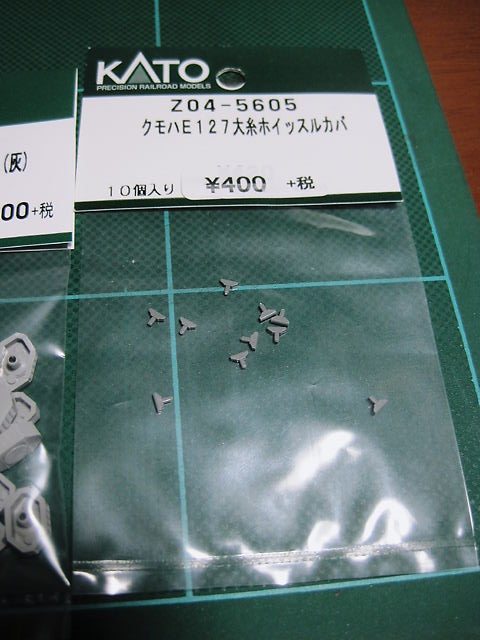 KATO
PRECISION RAILROAD MODELS
Z04-5605
クモハE127大糸ホイッスルカバ
10個入り ¥400 +税
(灰)
00+税